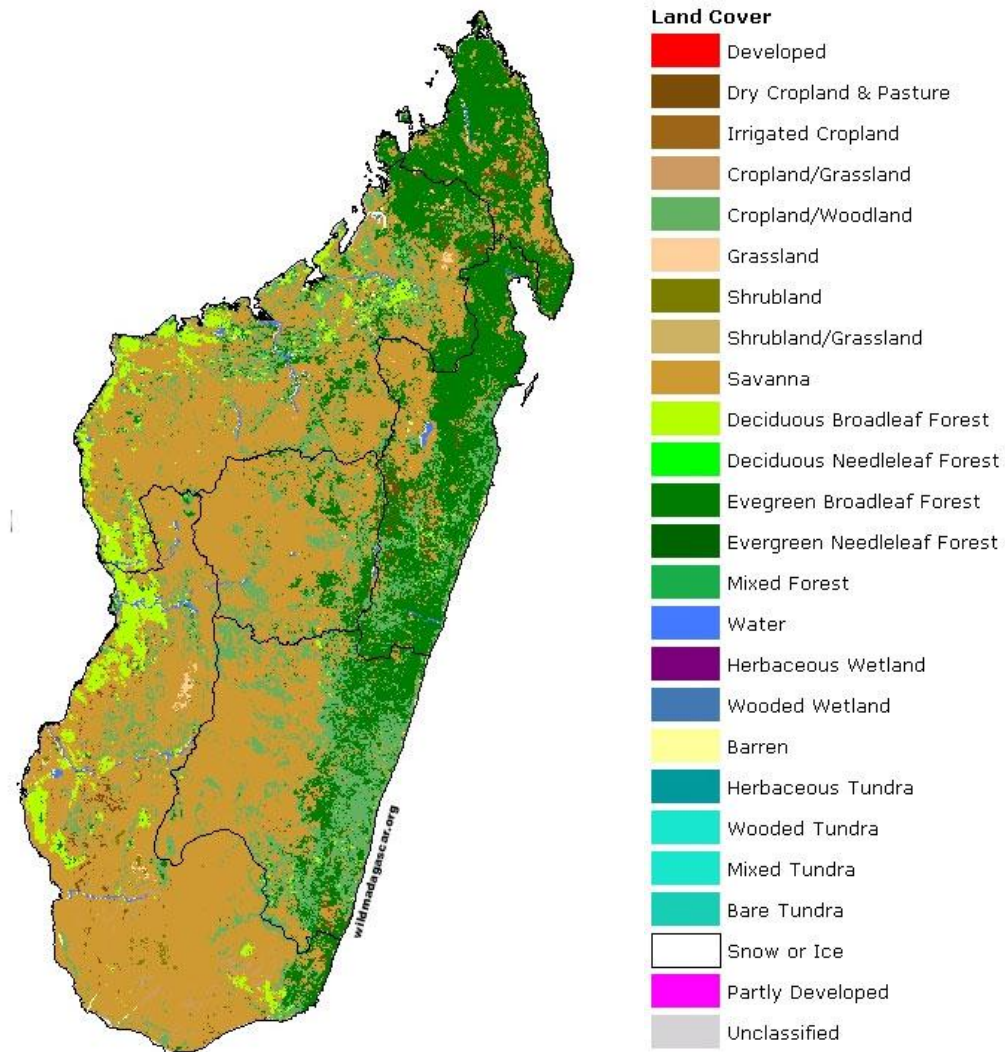 Land Cover
Developed
Dry Cropland & Pasture
Irrigated Cropland
Cropland/Grassland
Cropland/Woodland
Grassland
Shrubland
Shrubland/Grassland
Savanna
Deciduous Broadleaf Forest
Deciduous Needleleaf Forest
Evegreen Broadleaf Forest
Evergreen Needleleaf Forest
Mixed Forest
Water
Herbaceous Wetland
Wooded Wetland
Barren
Herbaceous Tundra
Wooded Tundra
Mixed Tundra
Bare Tundra
Snow or Ice
Partly Developed
Unclassified
wildmadagascar.org